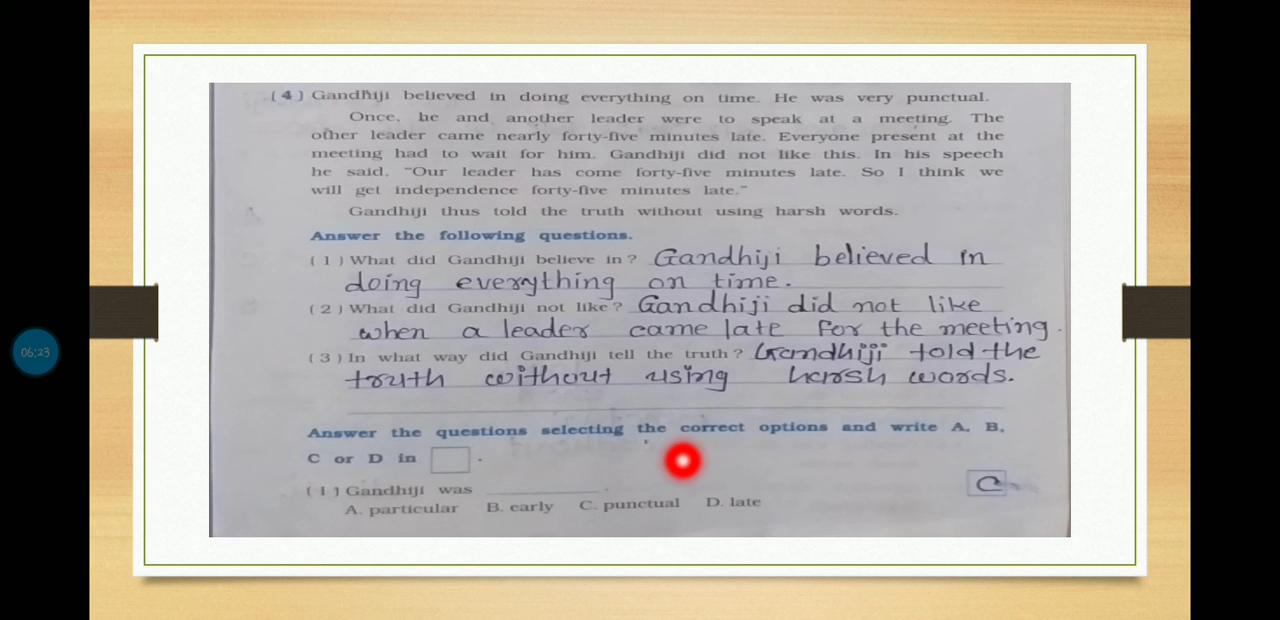 ( 4 ) Gandhiji believed in doing everything on time. He was very punctual.
Once, he and another leader were to speak at a meeting. The
other leader came nearly forty-five minutes late. Everyone present at the
meeting had to wait for him. Gandhiji did not like this. In his speech
he said, "Our leader has come forty-five minutes late. So I think we
will get independence forty-five minutes late."
Gandhiji thus told the truth without using harsh words.
Answer the following questions.
( 1 ) What did Gandhiji believe in ? Gandhiji believed in
doing everything on time.
( 2 ) What did Gandhiji not like ? Gandhiji did not like
when a leader came late for the meeting.
( 3 ) In what way did Gandhiji tell the truth ? Gandhiji told the
truth without using harsh words.
Answer the questions selecting the correct options and write A, B,
C or D in .
( 1 ) Gandhiji was ____________ .
C
A. particular B. early C. punctual D. late
06:23